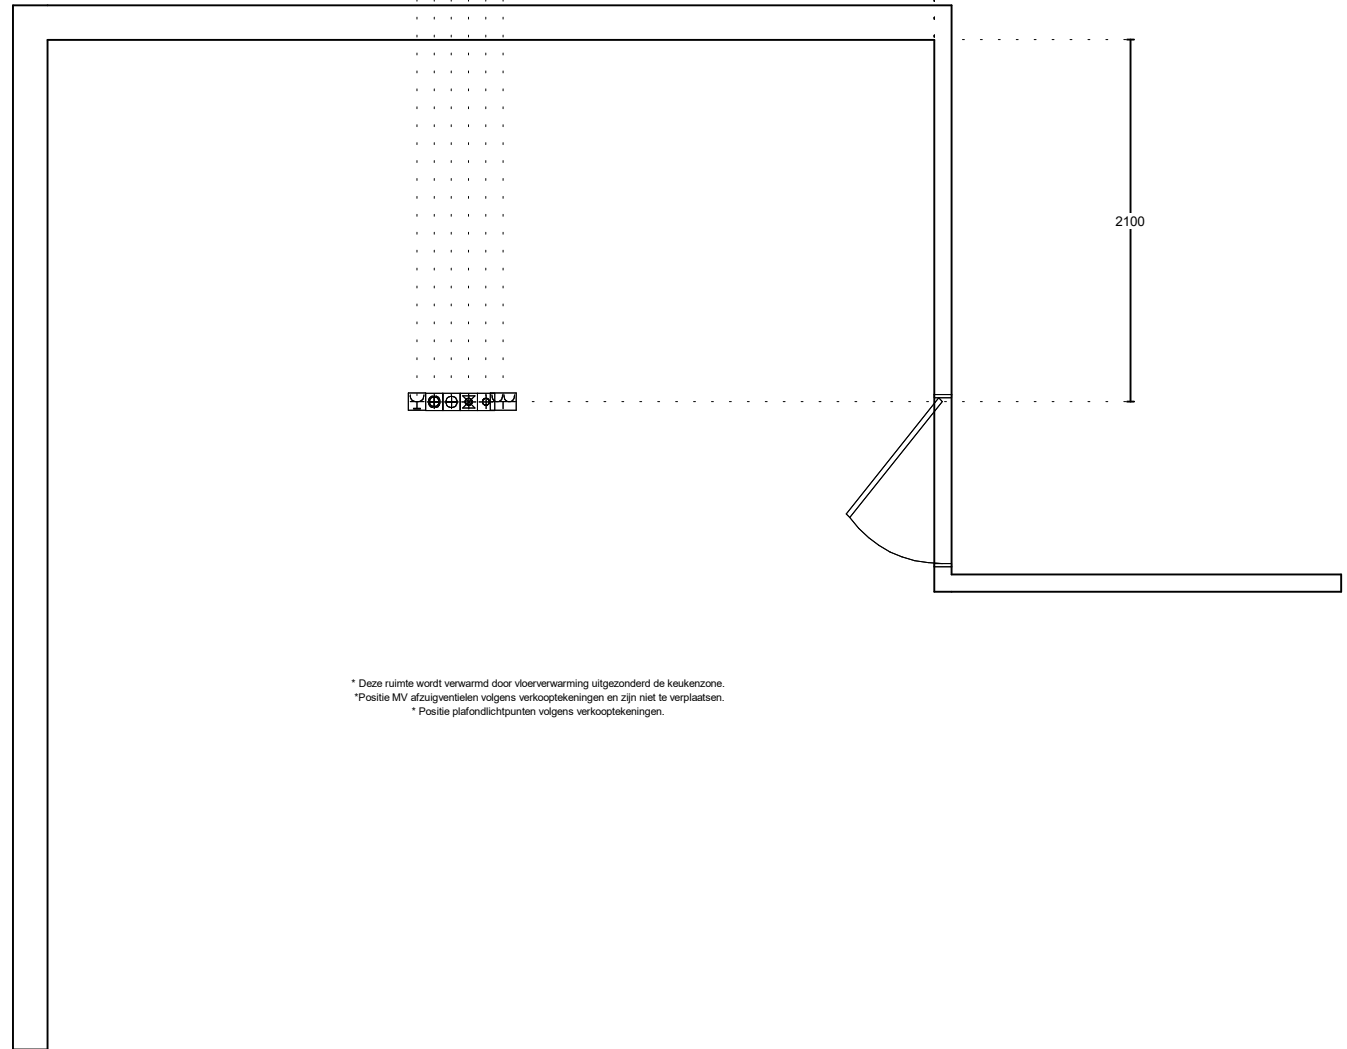 2100
* Deze ruimte wordt verwarmd door vloerverwarming uitgezonderd de keukenzone.
*Positie MV afzuigventielen volgens verkooptekeningen en zijn niet te verplaatsen.
* Positie plafondlichtpunten volgens verkooptekeningen.